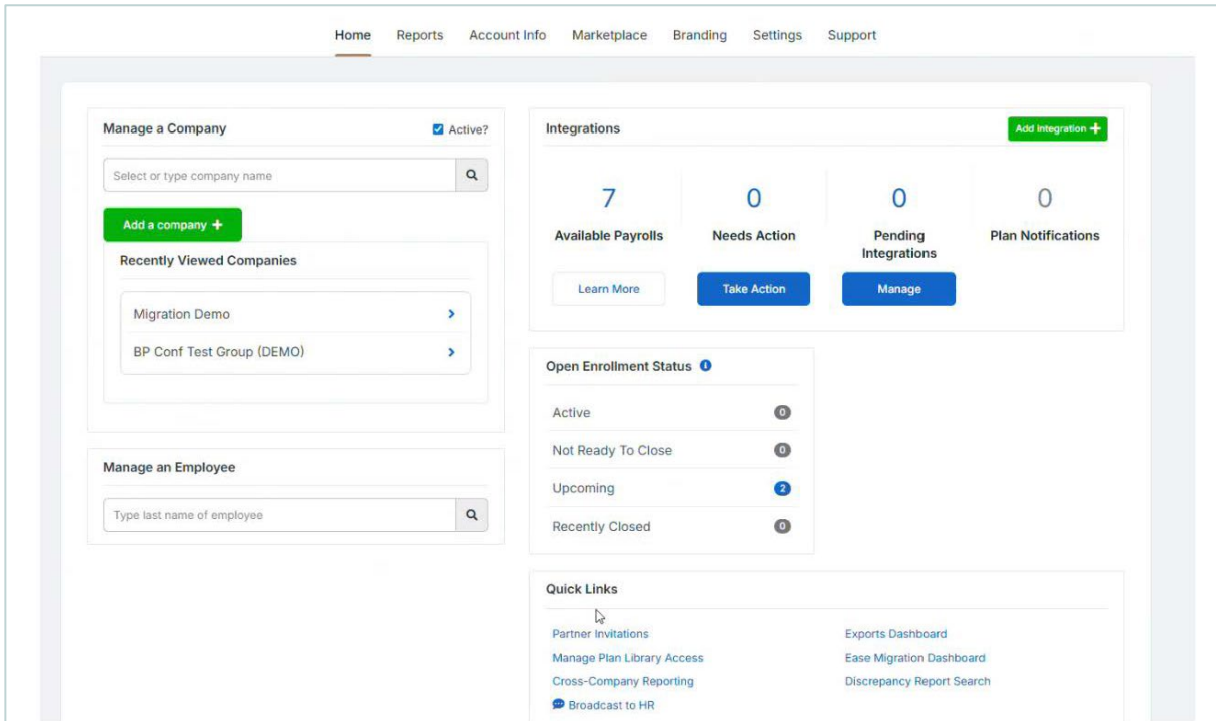 Home Reports Account Info Marketplace Branding Settings Support
Manage a Company
Active?
Select or type company name
Add a company +
Recently Viewed Companies
Migration Demo
BP Conf Test Group (DEMO)
Manage an Employee
Type last name of employee
Integrations
Add Integration +
7
Available Payrolls
Learn More
0
Needs Action
Take Action
0
Pending
Integrations
Manage
0
Plan Notifications
Open Enrollment Status
Active 0
Not Ready To Close 0
Upcoming 2
Recently Closed 0
Quick Links
Partner Invitations
Manage Plan Library Access
Cross-Company Reporting
Broadcast to HR
Exports Dashboard
Ease Migration Dashboard
Discrepancy Report Search